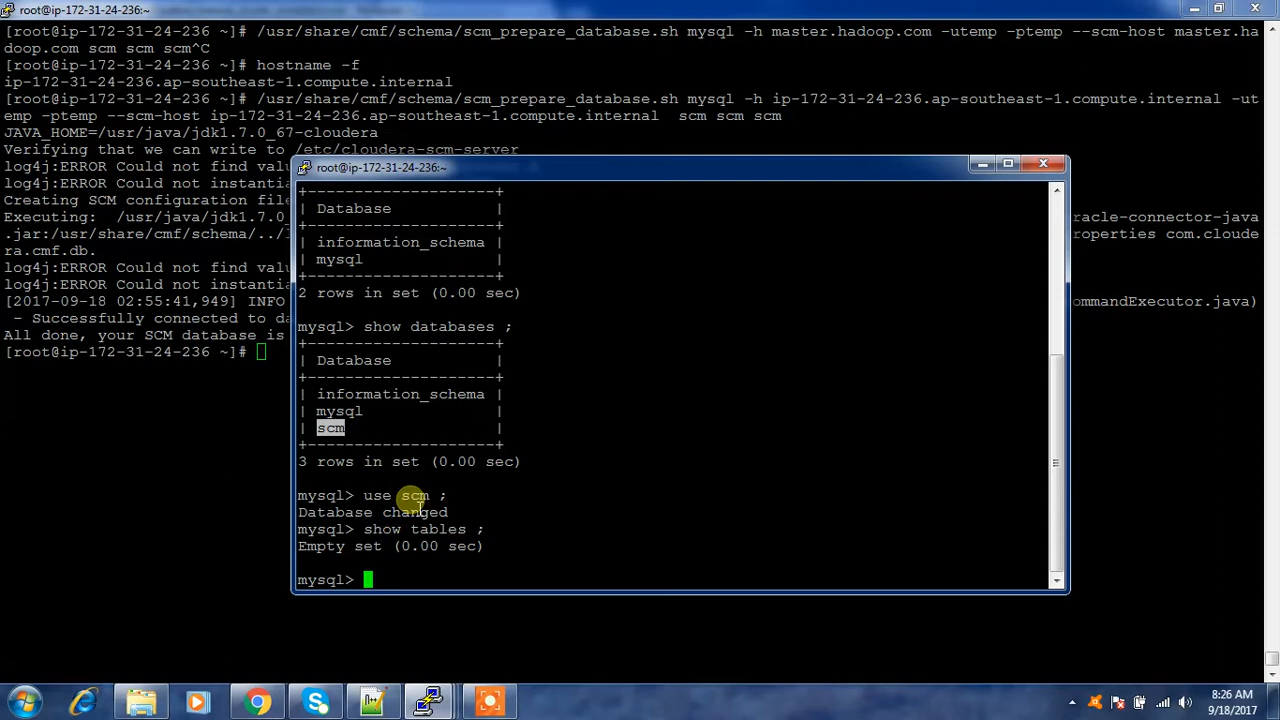 root@ip-172-31-24-236:~
[root@ip-172-31-24-236 ~]# /usr/share/cmf/schema/scm_prepare_database.sh mysql -h master.hadoop.com -utemp -ptemp --scm-host master.ha
doop.com scm scm scm^C
[root@ip-172-31-24-236 ~]# hostname -f
ip-172-31-24-236.ap-southeast-1.compute.internal
[root@ip-172-31-24-236 ~]# /usr/share/cmf/schema/scm_prepare_database.sh mysql -h ip-172-31-24-236.ap-southeast-1.compute.internal -ut
emp -ptemp --scm-host ip-172-31-24-236.ap-southeast-1.compute.internal  scm scm scm
JAVA_HOME=/usr/java/jdk1.7.0_67-cloudera
Verifying that we can write to /etc/cloudera-scm-server
log4j:ERROR Could not find valu
log4j:ERROR Could not instantia
Creating SCM configuration file
Executing:  /usr/java/jdk1.7.0_ racle-connector-java
.jar:/usr/share/cmf/schema/../l roperties com.cloude
ra.cmf.db.
log4j:ERROR Could not find valu
log4j:ERROR Could not instantia
[2017-09-18 02:55:41,949] INFO ommandExecutor.java)
 - Successfully connected to da
All done, your SCM database is
[root@ip-172-31-24-236 ~]#
root@ip-172-31-24-236:~
+--------------------+
| Database           |
+--------------------+
| information_schema |
| mysql              |
+--------------------+
2 rows in set (0.00 sec)
mysql> show databases ;
+--------------------+
| Database           |
+--------------------+
| information_schema |
| mysql              |
| scm                |
+--------------------+
3 rows in set (0.00 sec)
mysql> use scm ;
Database changed
mysql> show tables ;
Empty set (0.00 sec)
mysql>
8:26 AM
9/18/2017